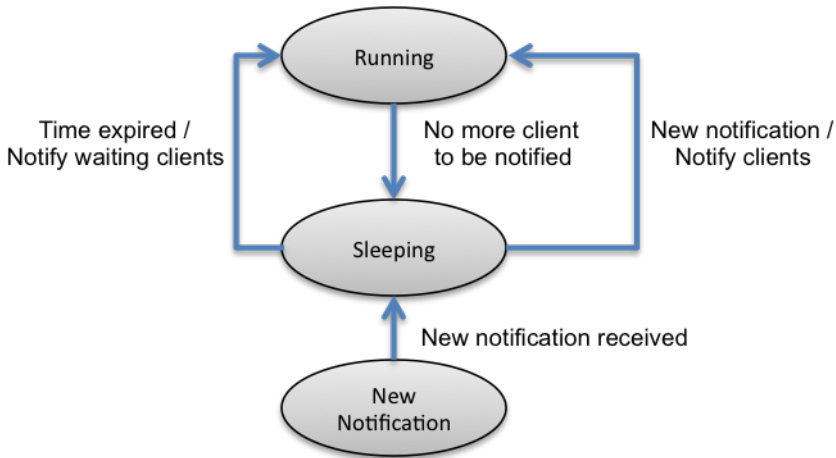 Running
Time expired /
Notify waiting clients
No more client
to be notified
New notification /
Notify clients
Sleeping
New notification received
New
Notification